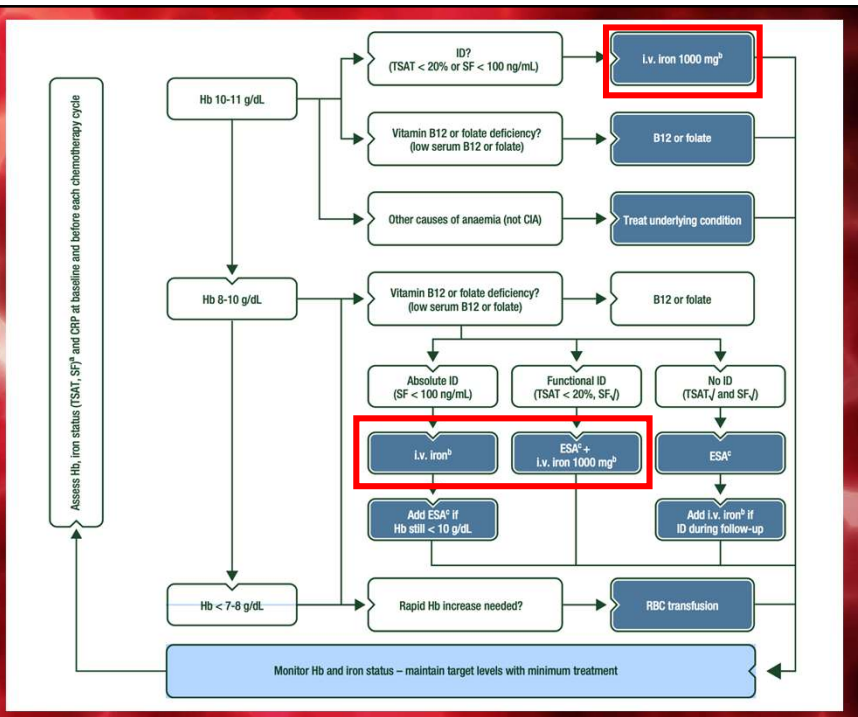 Assess Hb, iron status (TSAT, SF)ᵃ and CRP at baseline and before each chemotherapy cycle
Hb 10-11 g/dL
ID?
(TSAT < 20% or SF < 100 ng/mL)
i.v. iron 1000 mgᵇ
Vitamin B12 or folate deficiency?
(low serum B12 or folate)
B12 or folate
Other causes of anaemia (not CIA)
Treat underlying condition
Hb 8-10 g/dL
Vitamin B12 or folate deficiency?
(low serum B12 or folate)
B12 or folate
Absolute ID
(SF < 100 ng/mL)
Functional ID
(TSAT < 20%, SF√)
No ID
(TSAT√ and SF√)
i.v. ironᵇ
ESAᶜ +
i.v. iron 1000 mgᵇ
ESAᶜ
Add ESAᶜ if
Hb still < 10 g/dL
Add i.v. ironᵇ if
ID during follow-up
Hb < 7-8 g/dL
Rapid Hb increase needed?
RBC transfusion
Monitor Hb and iron status – maintain target levels with minimum treatment